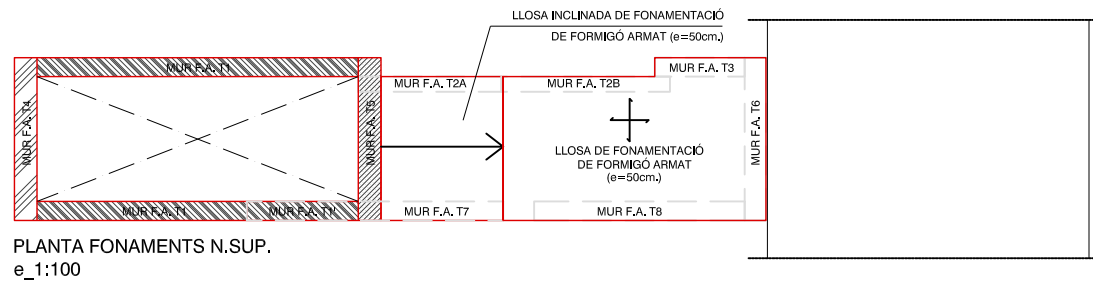 LLOSA INCLINADA DE FONAMENTACIÓ
DE FORMIGÓ ARMAT (e=50cm.)
MUR F.A. T1
MUR F.A. T3
MUR F.A. T2A
MUR F.A. T2B
MUR F.A. T4
MUR F.A. T5
MUR F.A. T6
LLOSA DE FONAMENTACIÓ
DE FORMIGÓ ARMAT
(e=50cm.)
MUR F.A. T1
MUR F.A. T1'
MUR F.A. T7
MUR F.A. T8
PLANTA FONAMENTS N.SUP.
e_1:100